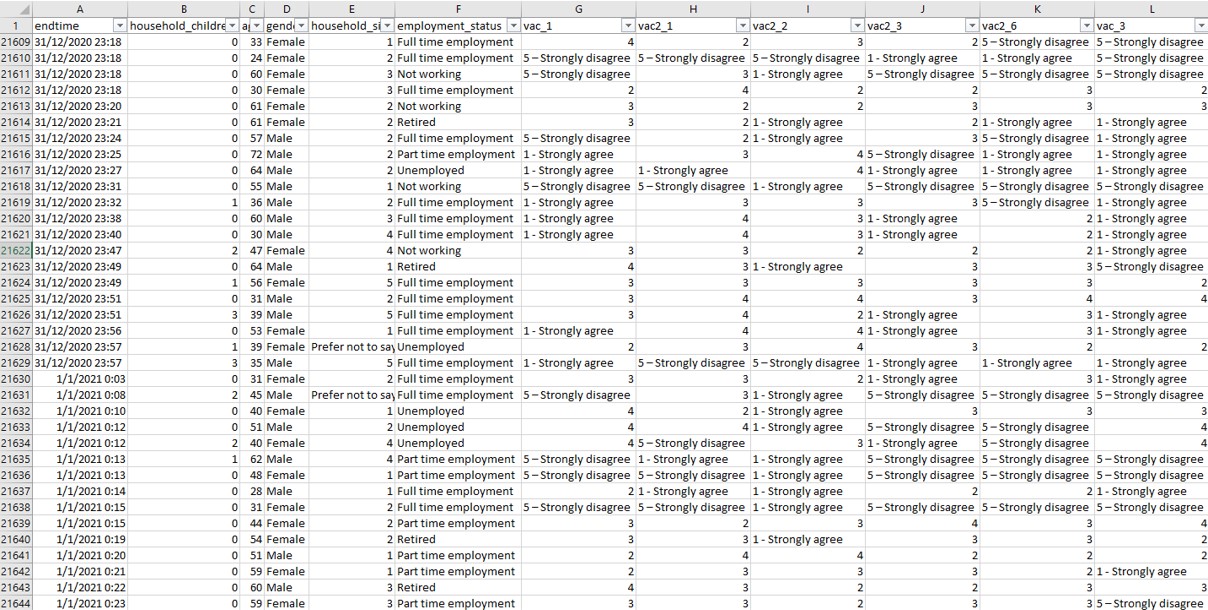 A B C D E F G H I J K L
1 endtime household_childre a gende household_si employment_status vac_1 vac2_1 vac2_2 vac2_3 vac2_6 vac_3
21609 31/12/2020 23:18 0 33 Female 1 Full time employment 4 2 3 2 5 – Strongly disagree 5 – Strongly disagree
21610 31/12/2020 23:18 0 24 Female 2 Full time employment 5 – Strongly disagree 5 – Strongly disagree 5 – Strongly disagree 1 - Strongly agree 1 - Strongly agree 5 – Strongly disagree
21611 31/12/2020 23:18 0 60 Female 3 Not working 5 – Strongly disagree 3 1 - Strongly agree 5 – Strongly disagree 5 – Strongly disagree 5 – Strongly disagree
21612 31/12/2020 23:18 0 30 Female 3 Full time employment 2 4 2 2 3 2
21613 31/12/2020 23:20 0 61 Female 2 Not working 2 2 2 3 3 3
21614 31/12/2020 23:21 0 61 Female 2 Retired 3 2 1 - Strongly agree 2 1 - Strongly agree 1 - Strongly agree
21615 31/12/2020 23:24 0 57 Male 2 Full time employment 5 – Strongly disagree 2 1 - Strongly agree 3 5 – Strongly disagree 1 - Strongly agree
21616 31/12/2020 23:25 0 72 Male 2 Part time employment 1 - Strongly agree 3 4 5 – Strongly disagree 1 - Strongly agree 1 - Strongly agree
21617 31/12/2020 23:27 0 64 Male 2 Unemployed 1 - Strongly agree 1 - Strongly agree 4 1 - Strongly agree 1 - Strongly agree 1 - Strongly agree
21618 31/12/2020 23:31 0 55 Male 1 Not working 5 – Strongly disagree 5 – Strongly disagree 1 - Strongly agree 5 – Strongly disagree 5 – Strongly disagree 5 – Strongly disagree
21619 31/12/2020 23:32 1 36 Male 2 Full time employment 1 - Strongly agree 3 3 3 5 – Strongly disagree 1 - Strongly agree
21620 31/12/2020 23:38 0 60 Male 3 Full time employment 1 - Strongly agree 4 3 1 - Strongly agree 2 1 - Strongly agree
21621 31/12/2020 23:40 0 30 Male 4 Full time employment 1 - Strongly agree 4 3 1 - Strongly agree 2 1 - Strongly agree
21622 31/12/2020 23:47 2 47 Female 4 Not working 3 3 2 2 2 1 - Strongly agree
21623 31/12/2020 23:49 0 64 Male 1 Retired 4 3 1 - Strongly agree 3 3 5 – Strongly disagree
21624 31/12/2020 23:49 1 56 Female 5 Full time employment 3 3 3 3 3 2
21625 31/12/2020 23:51 0 31 Male 2 Full time employment 3 4 4 3 4 4
21626 31/12/2020 23:51 3 39 Male 5 Full time employment 3 4 2 1 - Strongly agree 3 1 - Strongly agree
21627 31/12/2020 23:56 0 53 Female 1 Full time employment 1 - Strongly agree 4 4 1 - Strongly agree 3 1 - Strongly agree
21628 31/12/2020 23:57 1 39 Female Prefer not to say Unemployed 2 3 4 3 2 2
21629 31/12/2020 23:57 3 35 Male 5 Full time employment 1 - Strongly agree 5 – Strongly disagree 5 – Strongly disagree 1 - Strongly agree 1 - Strongly agree 1 - Strongly agree
21630 1/1/2021 0:03 0 31 Female 2 Full time employment 3 3 2 1 - Strongly agree 3 1 - Strongly agree
21631 1/1/2021 0:08 2 45 Male Prefer not to say Full time employment 5 – Strongly disagree 3 1 - Strongly agree 5 – Strongly disagree 5 – Strongly disagree 5 – Strongly disagree
21632 1/1/2021 0:10 0 40 Female 1 Unemployed 4 2 1 - Strongly agree 3 3 3
21633 1/1/2021 0:12 0 51 Male 2 Unemployed 4 4 1 - Strongly agree 5 – Strongly disagree 5 – Strongly disagree 4
21634 1/1/2021 0:12 2 40 Female 4 Unemployed 4 5 – Strongly disagree 3 1 - Strongly agree 5 – Strongly disagree 4
21635 1/1/2021 0:13 1 62 Male 4 Part time employment 5 – Strongly disagree 1 - Strongly agree 1 - Strongly agree 5 – Strongly disagree 5 – Strongly disagree 5 – Strongly disagree
21636 1/1/2021 0:13 0 48 Female 1 Part time employment 5 – Strongly disagree 5 – Strongly disagree 1 - Strongly agree 5 – Strongly disagree 5 – Strongly disagree 5 – Strongly disagree
21637 1/1/2021 0:14 0 28 Male 1 Full time employment 2 1 - Strongly agree 1 - Strongly agree 2 2 1 - Strongly agree
21638 1/1/2021 0:15 0 31 Female 2 Full time employment 5 – Strongly disagree 5 – Strongly disagree 1 - Strongly agree 5 – Strongly disagree 5 – Strongly disagree 5 – Strongly disagree
21639 1/1/2021 0:15 0 44 Female 2 Part time employment 3 2 3 4 3 4
21640 1/1/2021 0:19 0 54 Female 2 Retired 3 3 1 - Strongly agree 3 3 2
21641 1/1/2021 0:20 0 51 Male 1 Part time employment 2 4 4 2 2 2
21642 1/1/2021 0:21 0 59 Female 1 Part time employment 2 3 3 3 2 1 - Strongly agree
21643 1/1/2021 0:22 0 60 Male 3 Retired 4 3 2 2 3 3
21644 1/1/2021 0:23 0 59 Female 3 Part time employment 3 3 2 3 3 5 – Strongly disagree